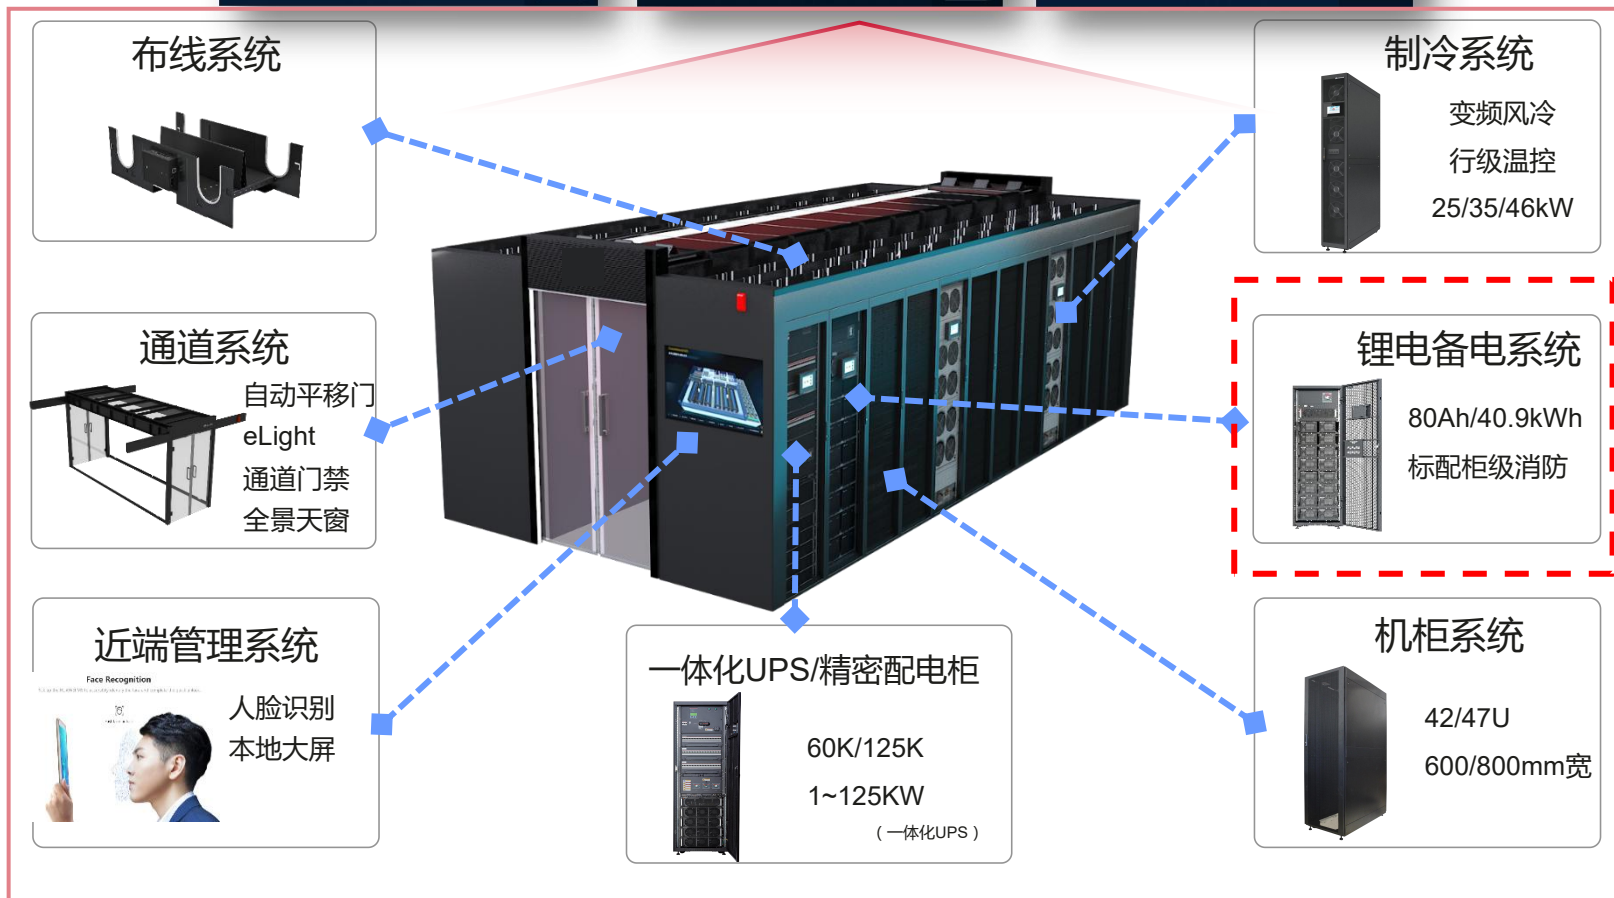 布线系统
制冷系统
变频风冷
行级温控
25/35/46kW
通道系统
自动平移门
eLight
通道门禁
全景天窗
锂电备电系统
80Ah/40.9kWh
标配柜级消防
近端管理系统
Face Recognition
人脸识别
本地大屏
一体化UPS/精密配电柜
60K/125K
1~125KW
（一体化UPS）
机柜系统
42/47U
600/800mm宽